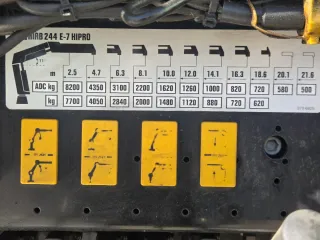 HIAB 244 E-7 HIPRO
m 2.5 4.7 6.3 8.1 10.0 12.0 14.1 16.3 18.6 20.1 21.6
ADC kg 8200 4350 3100 2200 1620 1260 1000 820 720 580 500
kg 7700 4050 2840 2000 1480 1120 880 720 620